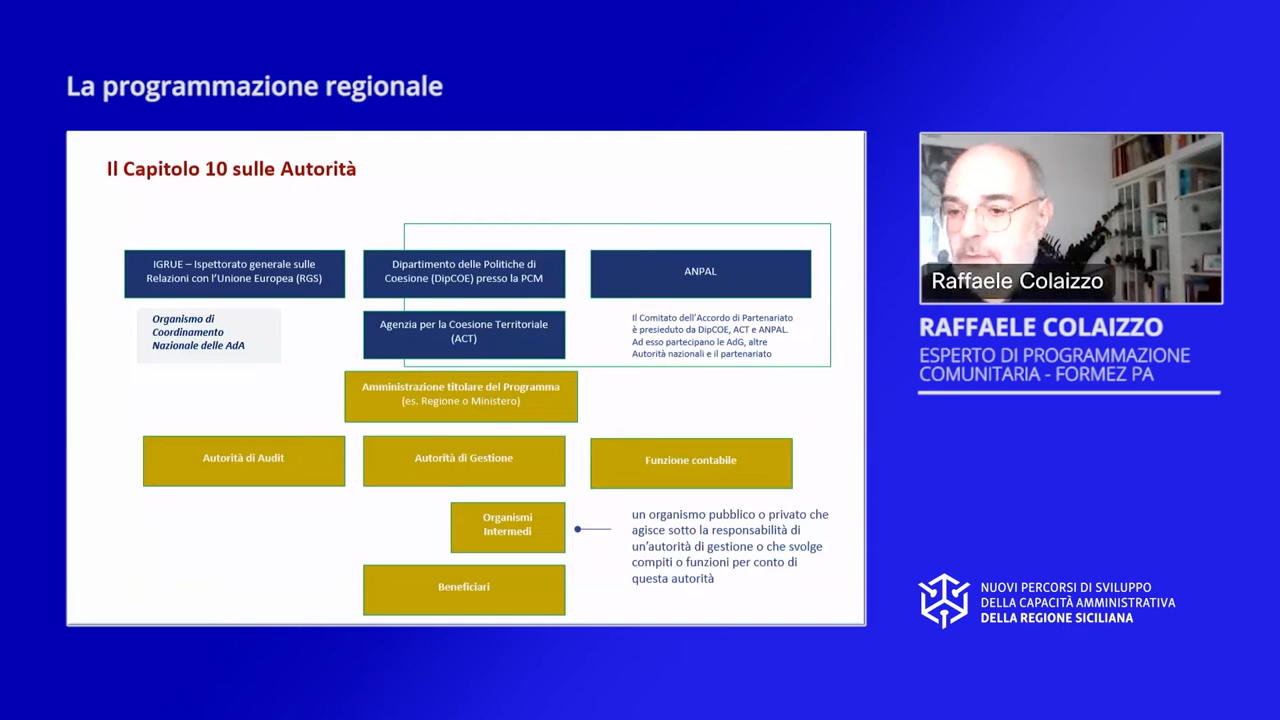 La programmazione regionale
Il Capitolo 10 sulle Autorità
IGRUE – Ispettorato generale sulle
Relazioni con l'Unione Europea (RGS)
Dipartimento delle Politiche di
Coesione (DipCOE) presso la PCM
ANPAL
Organismo di
Coordinamento
Nazionale delle AdA
Agenzia per la Coesione Territoriale
(ACT)
Il Comitato dell'Accordo di Partenariato
è presieduto da DipCOE, ACT e ANPAL.
Ad esso partecipano le AdG, altre
Autorità nazionali e il partenariato
Amministrazione titolare del Programma
(es. Regione o Ministero)
Autorità di Audit
Autorità di Gestione
Funzione contabile
Organismi
Intermedi
un organismo pubblico o privato che
agisce sotto la responsabilità di
un'autorità di gestione o che svolge
compiti o funzioni per conto di
questa autorità
Beneficiari
Raffaele Colaizzo
RAFFAELE COLAIZZO
ESPERTO DI PROGRAMMAZIONE
COMUNITARIA - FORMEZ PA
NUOVI PERCORSI DI SVILUPPO
DELLA CAPACITÀ AMMINISTRATIVA
DELLA REGIONE SICILIANA